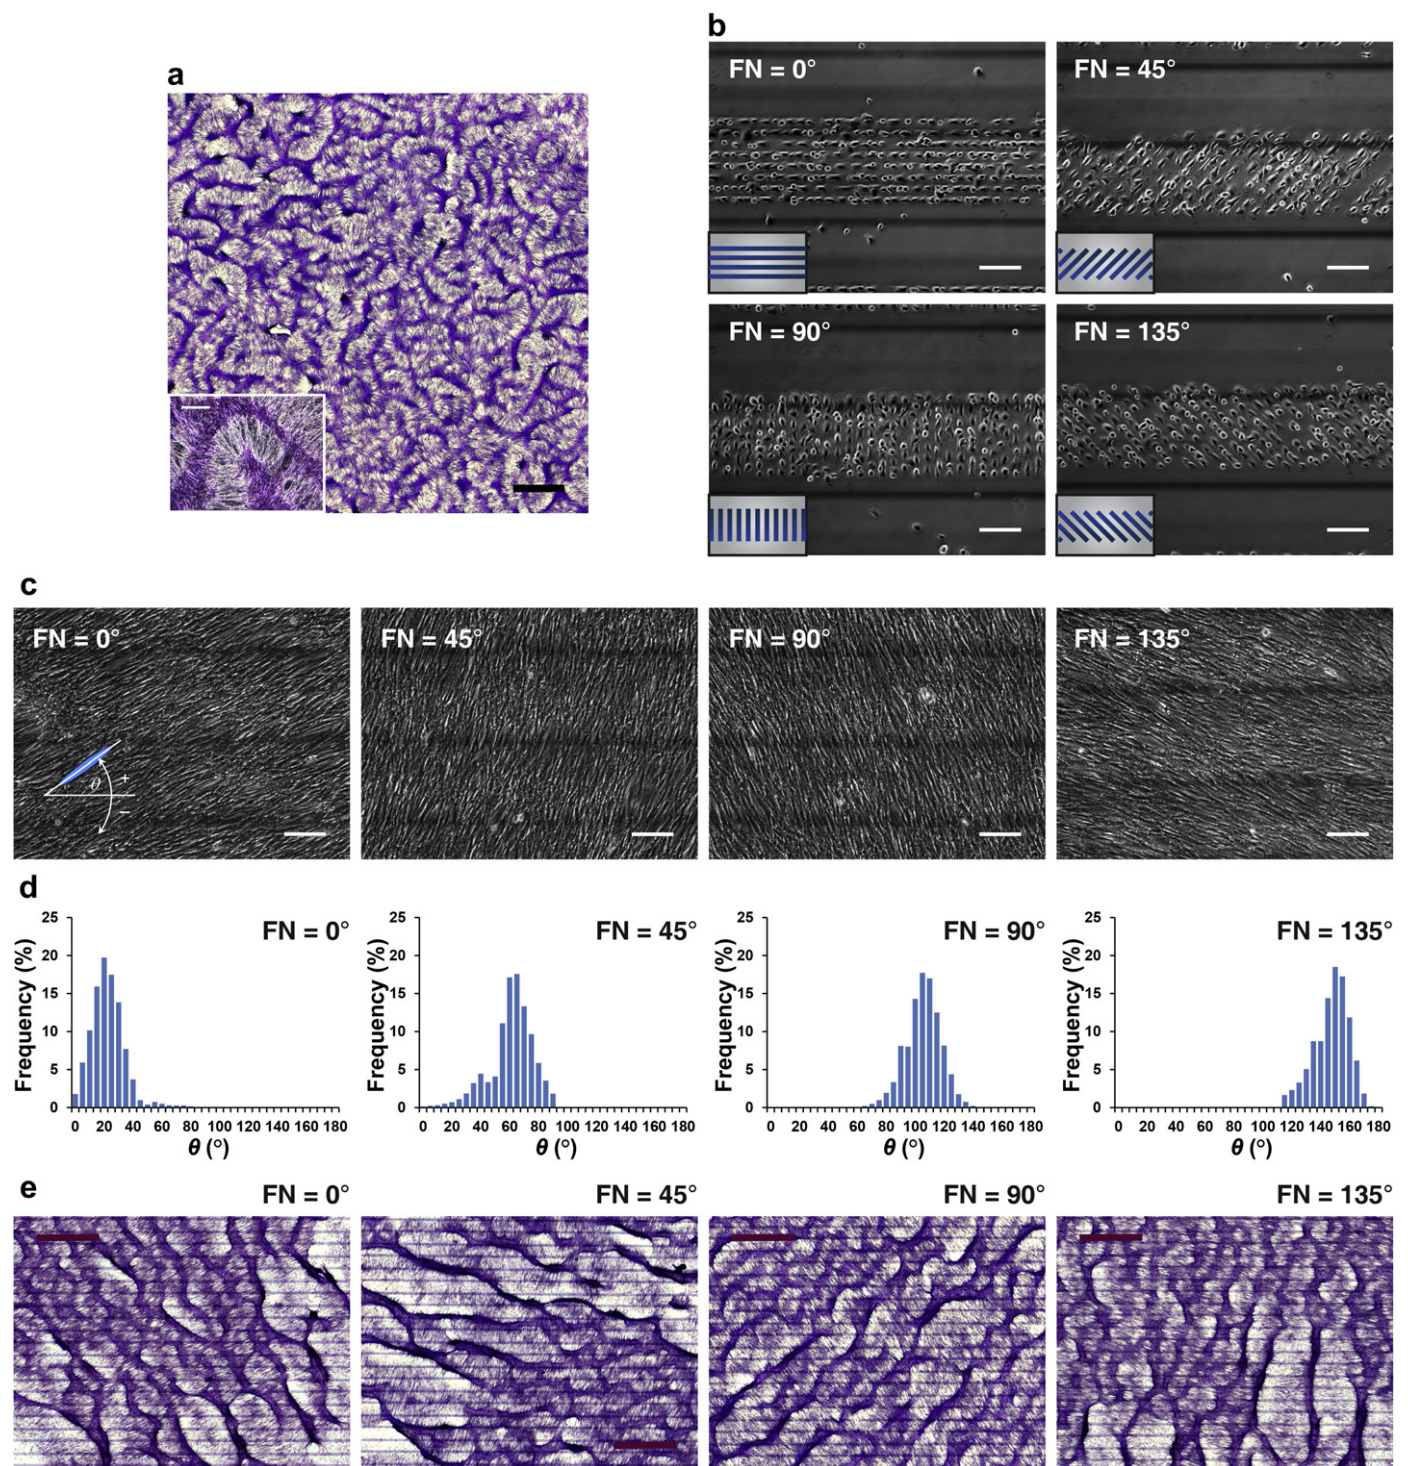 a
b
FN = 0°
FN = 45°
FN = 90°
FN = 135°
c
FN = 0°
FN = 45°
FN = 90°
FN = 135°
θ
+
−
d
FN = 0°
FN = 45°
FN = 90°
FN = 135°
25
20
15
10
5
0
Frequency (%)
0 20 40 60 80 100 120 140 160 180
θ (°)
25
20
15
10
5
0
Frequency (%)
0 20 40 60 80 100 120 140 160 180
θ (°)
25
20
15
10
5
0
Frequency (%)
0 20 40 60 80 100 120 140 160 180
θ (°)
25
20
15
10
5
0
Frequency (%)
0 20 40 60 80 100 120 140 160 180
θ (°)
e
FN = 0°
FN = 45°
FN = 90°
FN = 135°